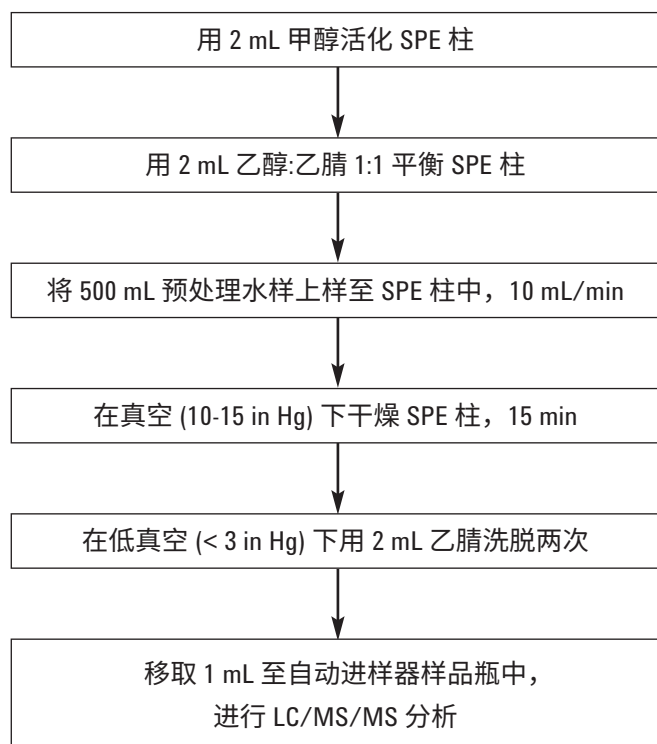 用 2 mL 甲醇活化 SPE 柱
用 2 mL 乙醇:乙腈 1:1 平衡 SPE 柱
将 500 mL 预处理水样上样至 SPE 柱中，10 mL/min
在真空 (10-15 in Hg) 下干燥 SPE 柱，15 min
在低真空 (< 3 in Hg) 下用 2 mL 乙腈洗脱两次
移取 1 mL 至自动进样器样品瓶中，
进行 LC/MS/MS 分析